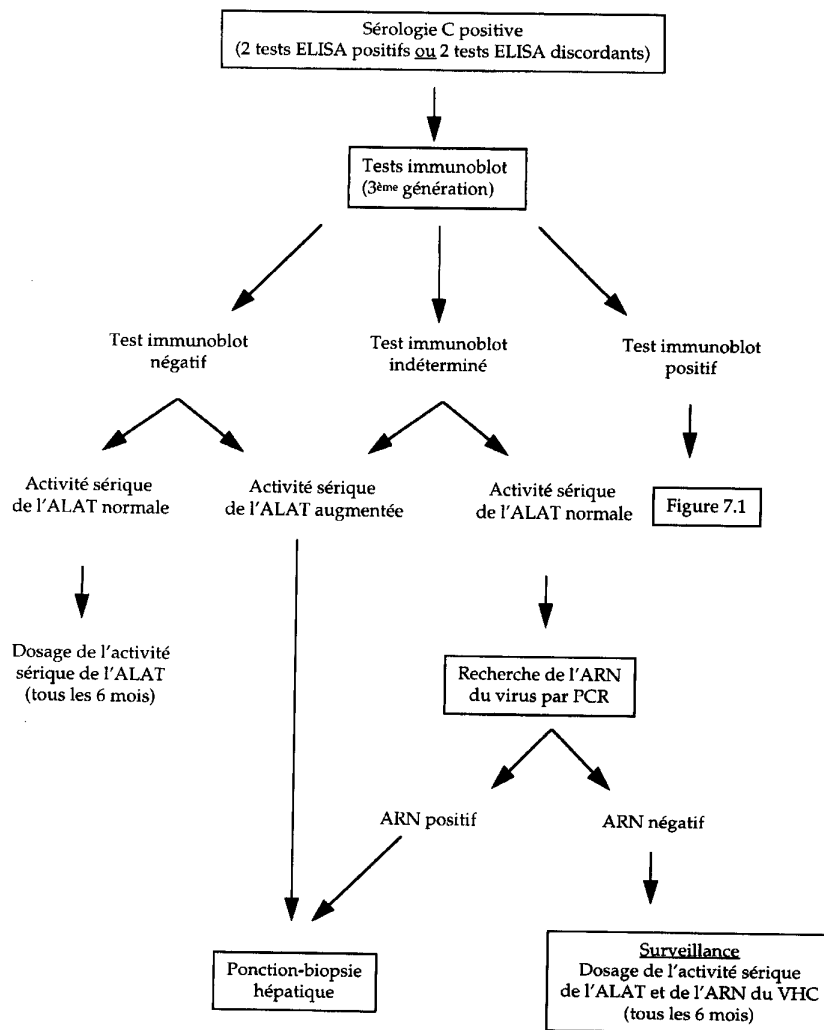 Sérologie C positive
(2 tests ELISA positifs ou 2 tests ELISA discordants)
Tests immunoblot
(3ème génération)
Test immunoblot
négatif
Test immunoblot
indéterminé
Test immunoblot
positif
Activité sérique
de l'ALAT normale
Activité sérique
de l'ALAT augmentée
Activité sérique
de l'ALAT normale
Figure 7.1
Dosage de l'activité
sérique de l'ALAT
(tous les 6 mois)
Recherche de l'ARN
du virus par PCR
ARN positif
ARN négatif
Ponction-biopsie
hépatique
Surveillance
Dosage de l'activité sérique
de l'ALAT et de l'ARN du VHC
(tous les 6 mois)